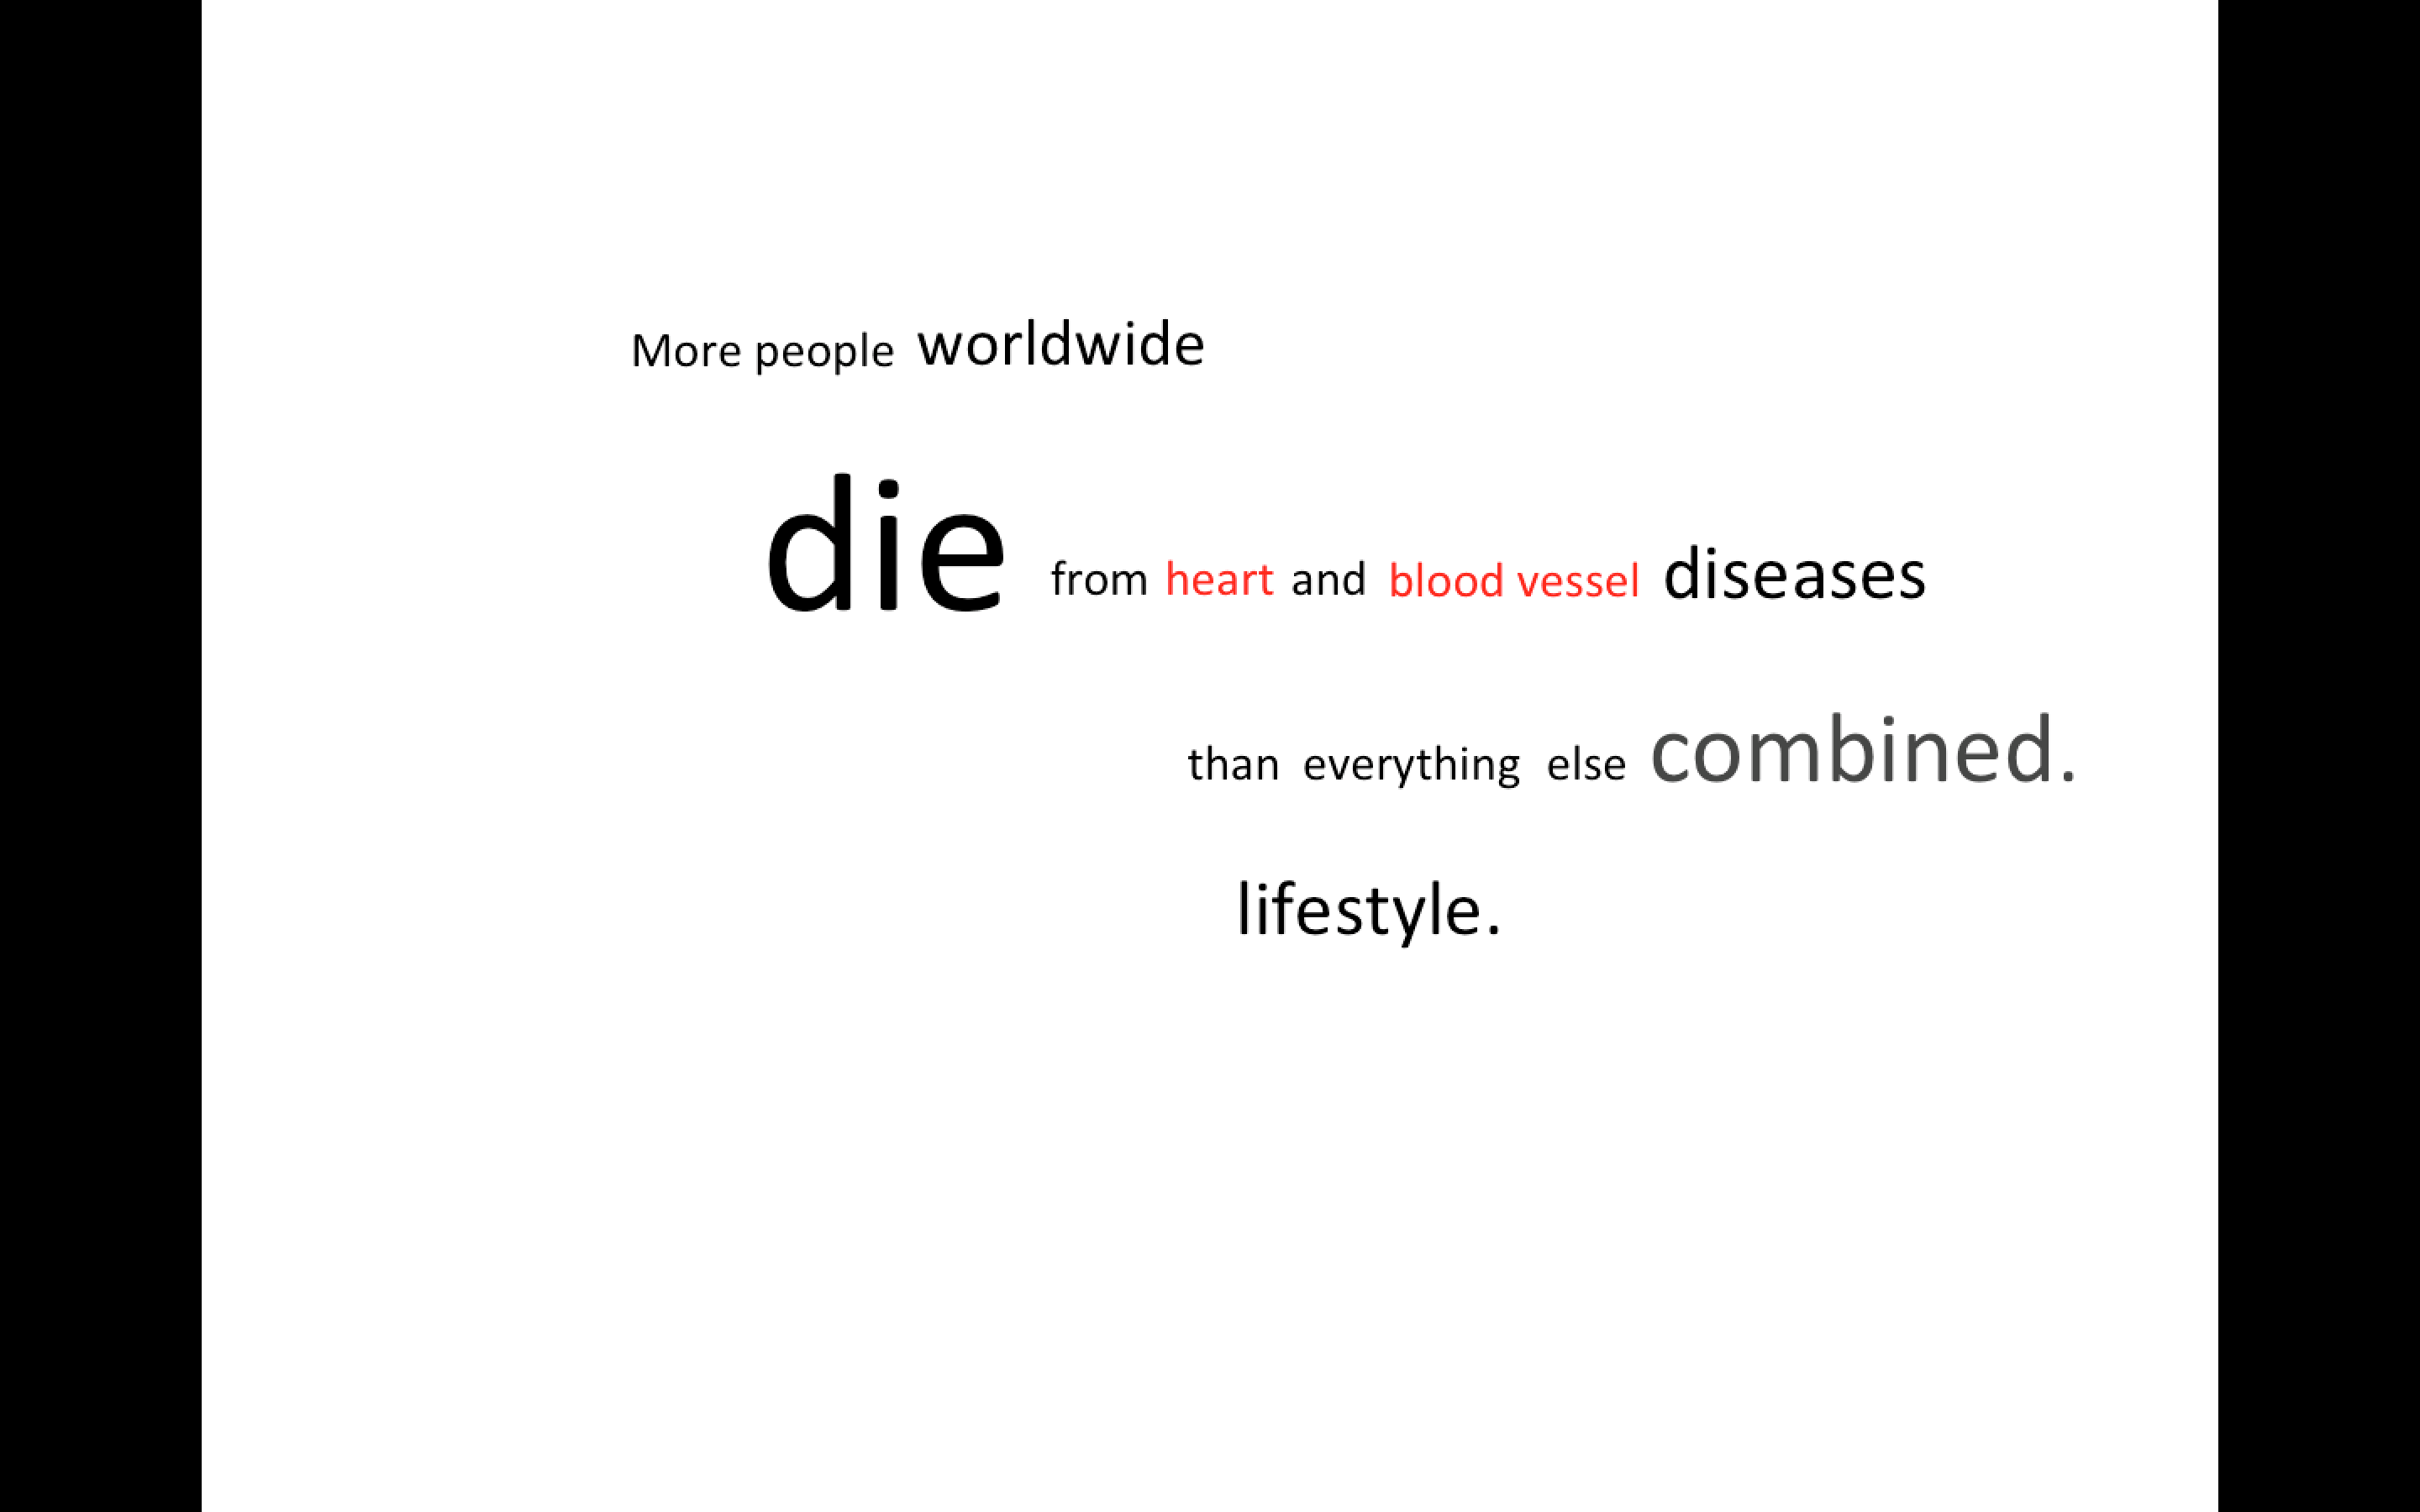 More people worldwide
die from heart and blood vessel diseases
than everything else combined.
lifestyle.